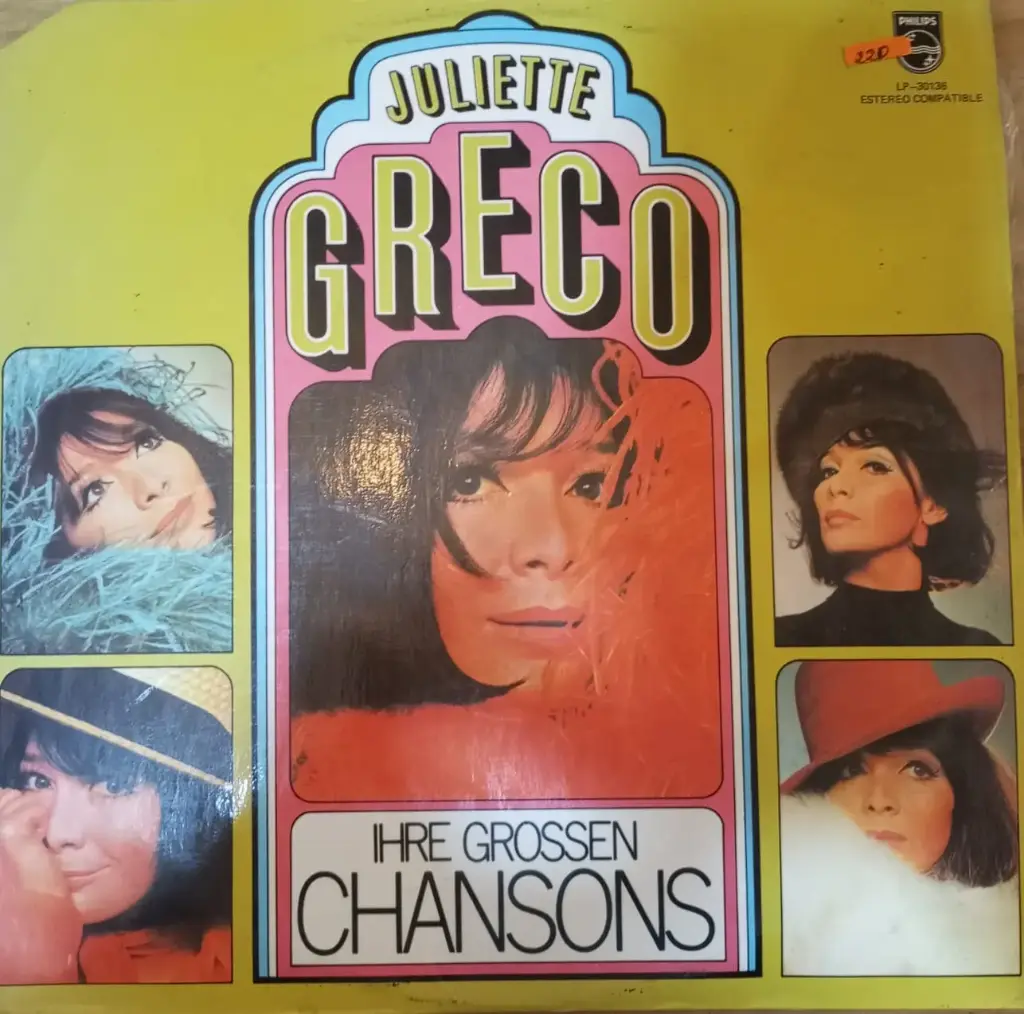 JULIETTE
GRECO
PHILIPS
220
LP-30136
ESTEREO COMPATIBLE
IHRE GROSSEN
CHANSONS